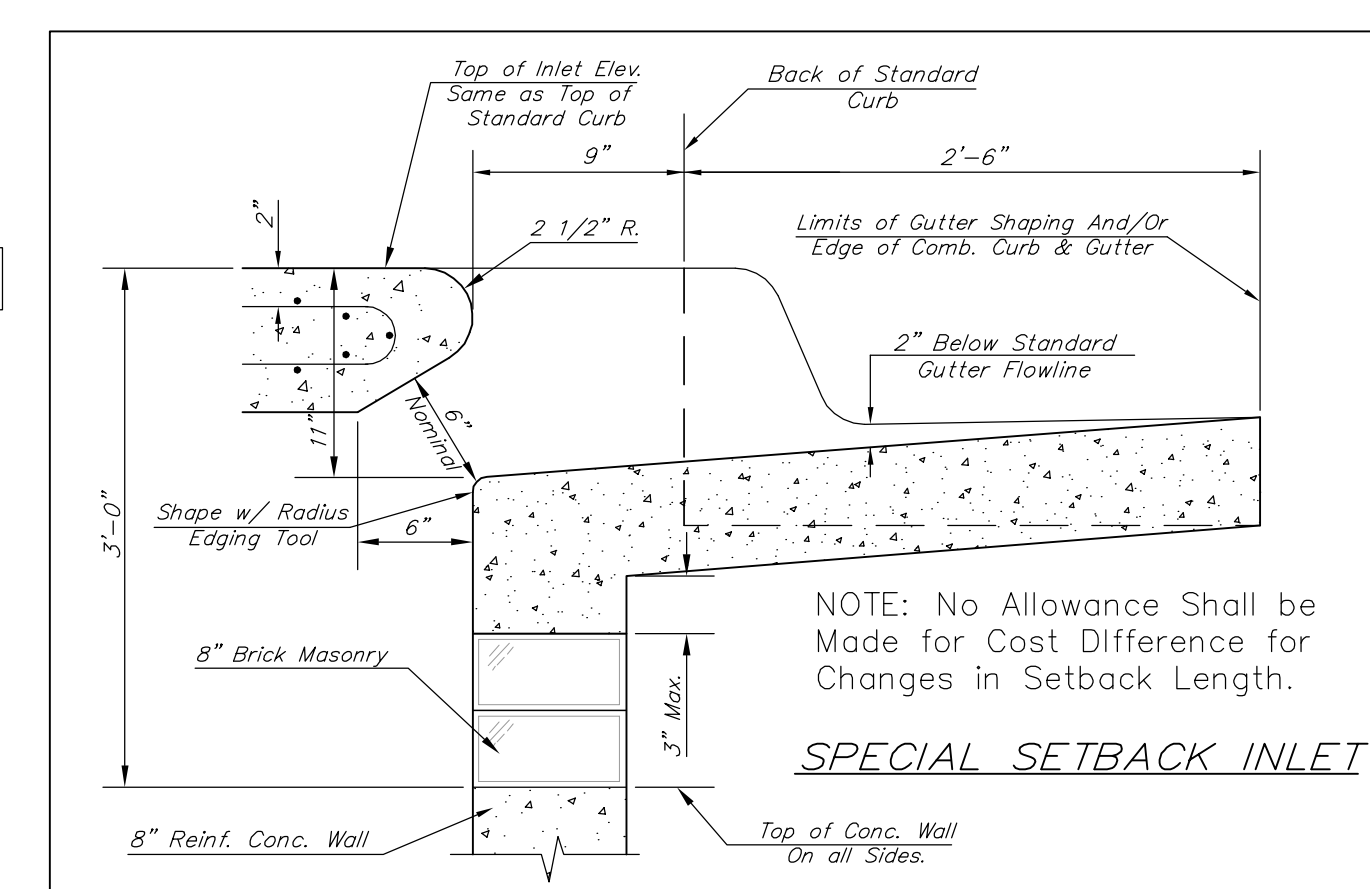 Top of Inlet Elev.
Same as Top of
Standard Curb
Back of Standard
Curb
9"
2'-6"
2"
2 1/2" R.
Limits of Gutter Shaping And/Or
Edge of Comb. Curb & Gutter
2" Below Standard
Gutter Flowline
11"
6"
Nominal
3'-0"
Shape w/ Radius
Edging Tool
6"
NOTE: No Allowance Shall be
Made for Cost DIfference for
Changes in Setback Length.
8" Brick Masonry
3" Max.
SPECIAL SETBACK INLET
8" Reinf. Conc. Wall
Top of Conc. Wall
On all Sides.